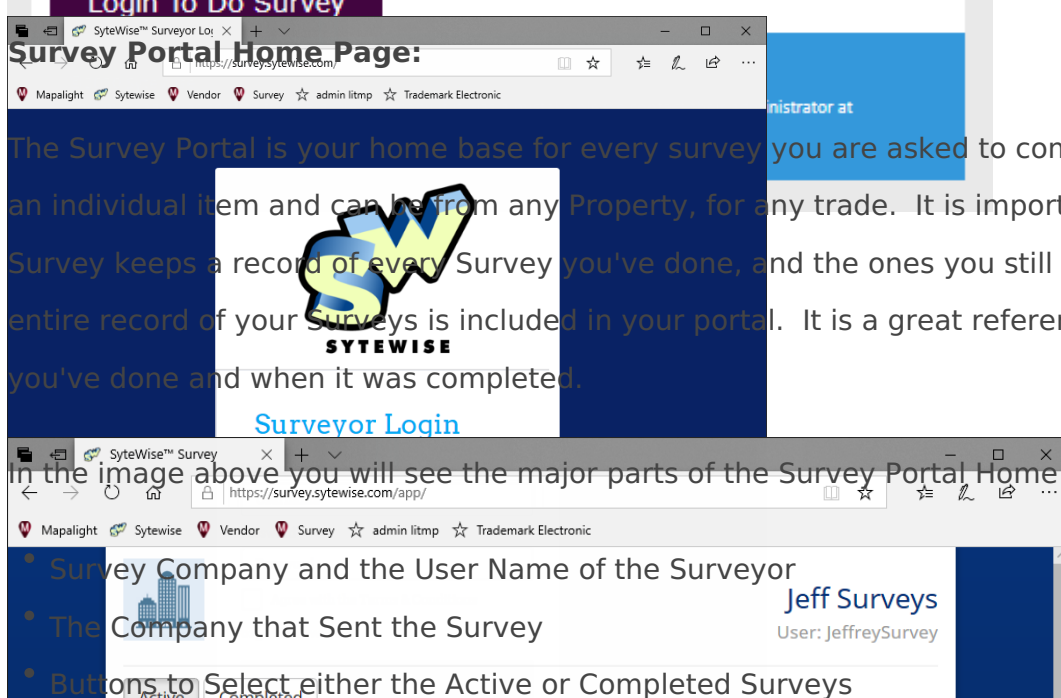 Login To Do Survey
SyteWise™ Surveyor Log
Survey Portal Home Page:
https://survey.sytewise.com/
Mapalight Sytewise Vendor Survey admin litmp Trademark Electronic
inistrator at
The Survey Portal is your home base for every survey you are asked to con
an individual item and can be from any Property, for any trade. It is import
Survey keeps a record of every Survey you've done, and the ones you still
entire record of your Surveys is included in your portal. It is a great referen
SW
SYTEWISE
you've done and when it was completed.
Surveyor Login
SyteWise™ Survey
In the image above you will see the major parts of the Survey Portal Home
https://survey.sytewise.com/app/
Mapalight Sytewise Vendor Survey admin litmp Trademark Electronic
Survey Company and the User Name of the Surveyor
Jeff Surveys
The Company that Sent the Survey
User: JeffreySurvey
Buttons to Select either the Active or Completed Surveys
Active Completed